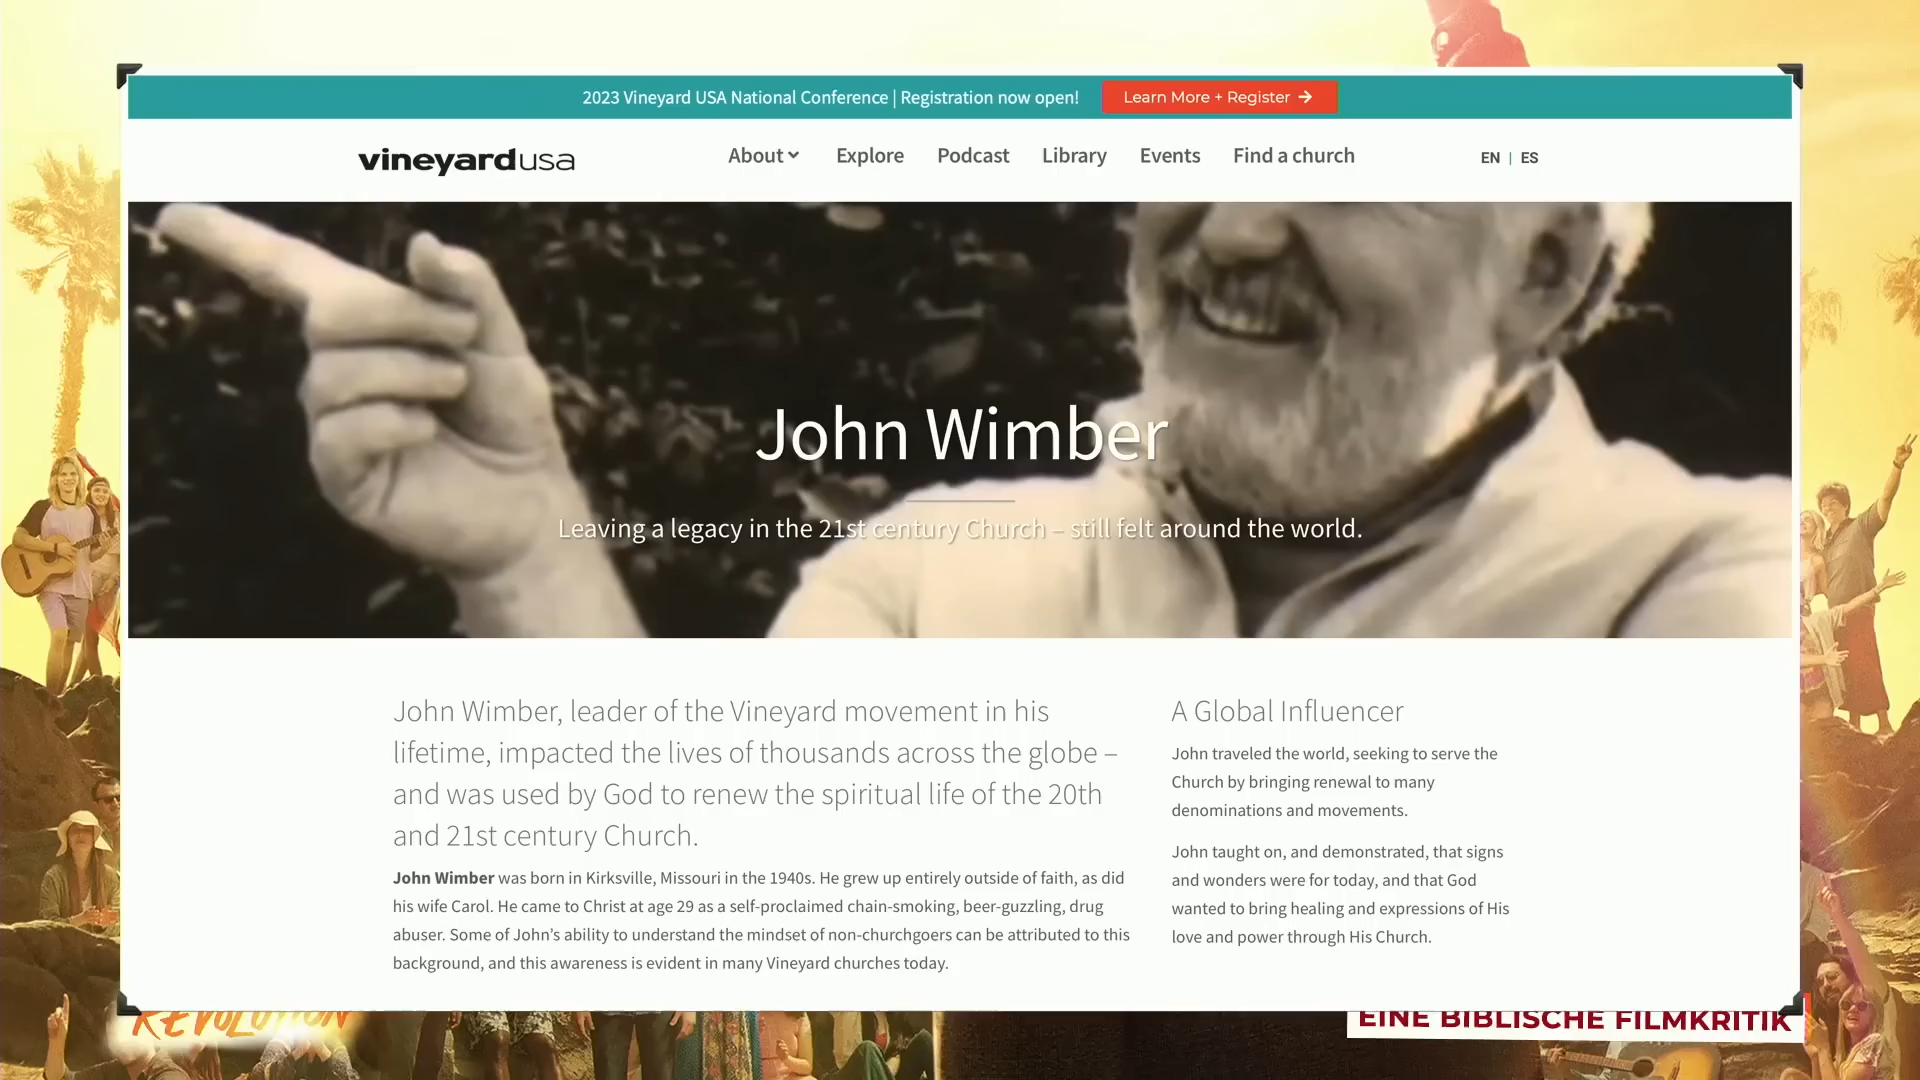 2023 Vineyard USA National Conference | Registration now open!
Learn More + Register →
vineyardusa
About
Explore
Podcast
Library
Events
Find a church
EN | ES
John Wimber
Leaving a legacy in the 21st century Church – still felt around the world.
John Wimber, leader of the Vineyard movement in his
lifetime, impacted the lives of thousands across the globe –
and was used by God to renew the spiritual life of the 20th
and 21st century Church.
John Wimber was born in Kirksville, Missouri in the 1940s. He grew up entirely outside of faith, as did
his wife Carol. He came to Christ at age 29 as a self-proclaimed chain-smoking, beer-guzzling, drug
abuser. Some of John’s ability to understand the mindset of non-churchgoers can be attributed to this
background, and this awareness is evident in many Vineyard churches today.
A Global Influencer
John traveled the world, seeking to serve the
Church by bringing renewal to many
denominations and movements.
John taught on, and demonstrated, that signs
and wonders were for today, and that God
wanted to bring healing and expressions of His
love and power through His Church.
REVOLUTION
EINE BIBLISCHE FILMKRITIK